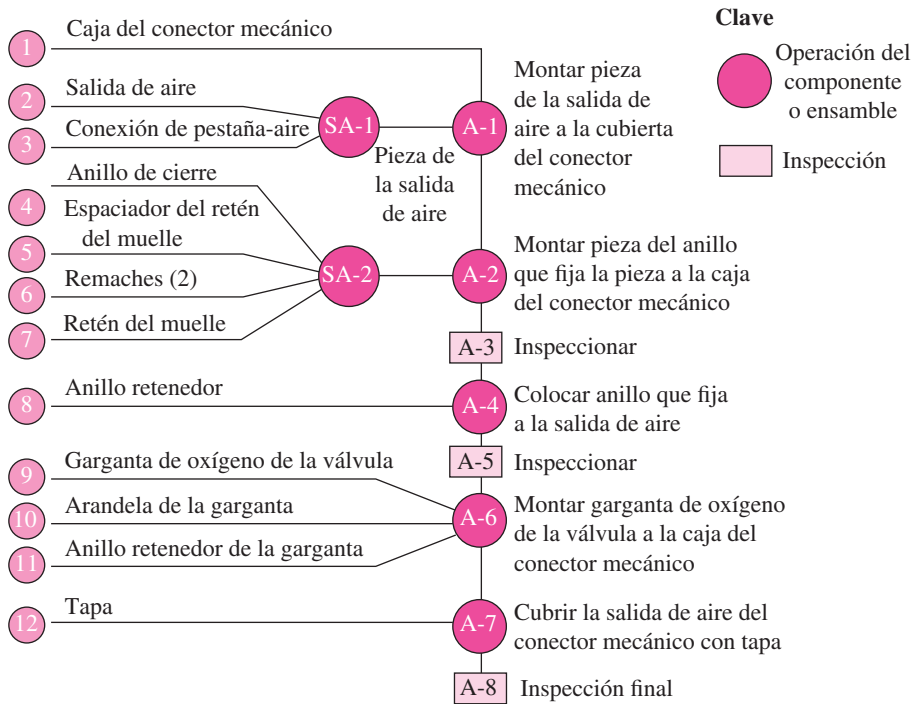 Clave
Operación del
componente
o ensamble
Inspección
1
Caja del conector mecánico
2
Salida de aire
3
Conexión de pestaña-aire
SA-1
Pieza de
la salida
de aire
A-1
Montar pieza
de la salida de
aire a la cubierta
del conector
mecánico
Anillo de cierre
4
Espaciador del retén
del muelle
5
Remaches (2)
6
Retén del muelle
7
SA-2
A-2
Montar pieza del anillo
que fija la pieza a la caja
del conector mecánico
A-3
Inspeccionar
8
Anillo retenedor
A-4
Colocar anillo que fija
a la salida de aire
A-5
Inspeccionar
9
Garganta de oxígeno de la válvula
10
Arandela de la garganta
11
Anillo retenedor de la garganta
A-6
Montar garganta de oxígeno
de la válvula a la caja del
conector mecánico
12
Tapa
A-7
Cubrir la salida de aire del
conector mecánico con tapa
A-8
Inspección final